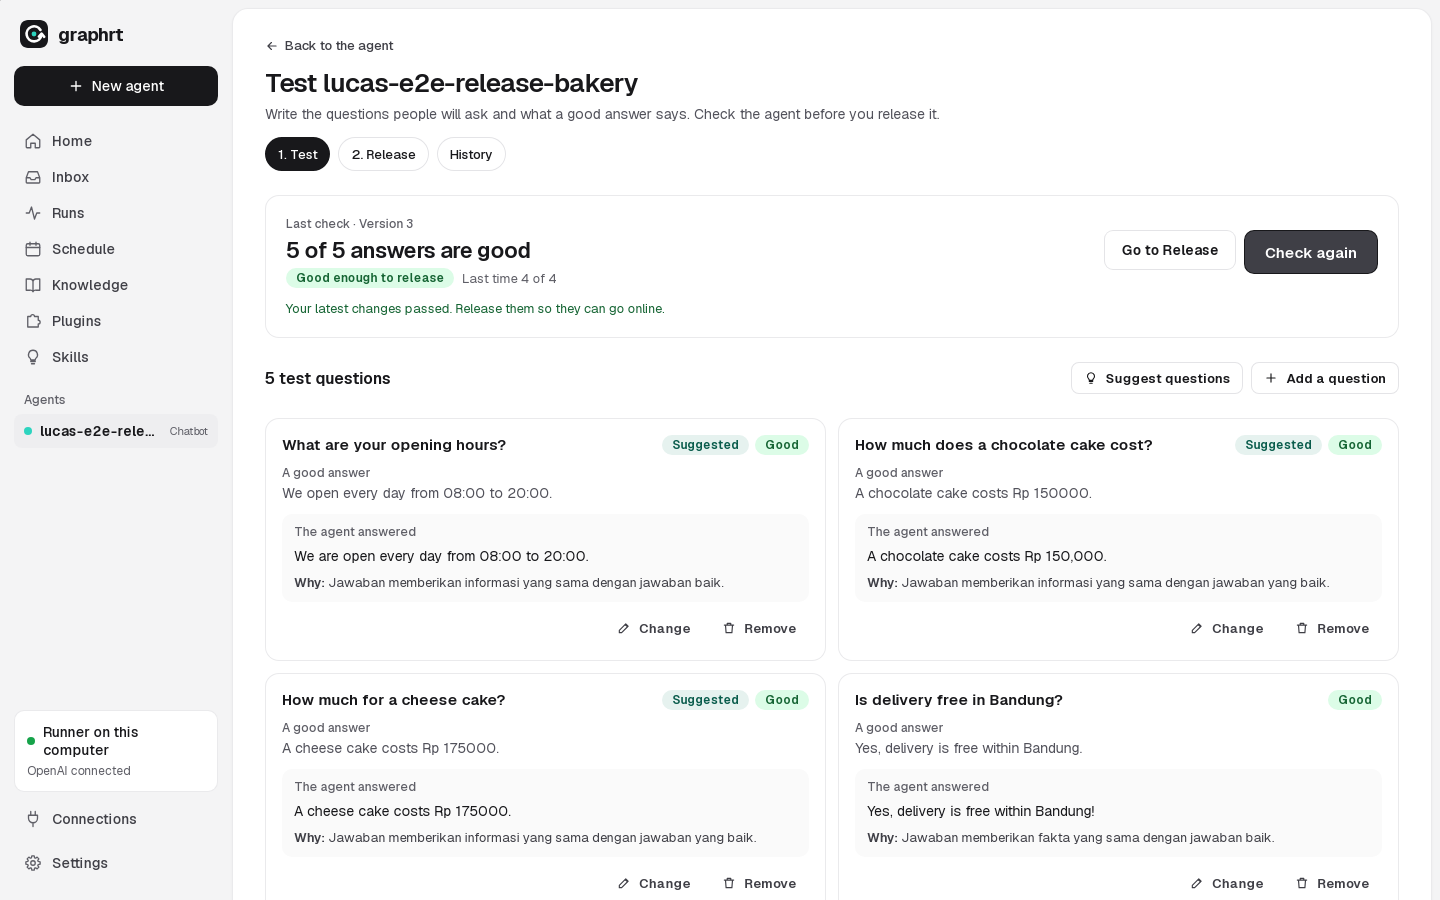 graphrt
New agent
Home
Inbox
Runs
Schedule
Knowledge
Plugins
Skills
Agents
lucas-e2e-rele... Chatbot
Runner on this
computer
OpenAI connected
Connections
Settings
Back to the agent
Test lucas-e2e-release-bakery
Write the questions people will ask and what a good answer says. Check the agent before you release it.
1. Test 2. Release History
Last check · Version 3
5 of 5 answers are good
Good enough to release Last time 4 of 4
Your latest changes passed. Release them so they can go online.
Go to Release Check again
5 test questions Suggest questions Add a question
What are your opening hours? Suggested Good
A good answer
We open every day from 08:00 to 20:00.
The agent answered
We are open every day from 08:00 to 20:00.
Why: Jawaban memberikan informasi yang sama dengan jawaban baik.
Change Remove
How much does a chocolate cake cost? Suggested Good
A good answer
A chocolate cake costs Rp 150000.
The agent answered
A chocolate cake costs Rp 150,000.
Why: Jawaban memberikan informasi yang sama dengan jawaban yang baik.
Change Remove
How much for a cheese cake? Suggested Good
A good answer
A cheese cake costs Rp 175000.
The agent answered
A cheese cake costs Rp 175000.
Why: Jawaban memberikan informasi yang sama dengan jawaban yang baik.
Change Remove
Is delivery free in Bandung? Good
A good answer
Yes, delivery is free within Bandung.
The agent answered
Yes, delivery is free within Bandung!
Why: Jawaban memberikan fakta yang sama dengan jawaban baik.
Change Remove